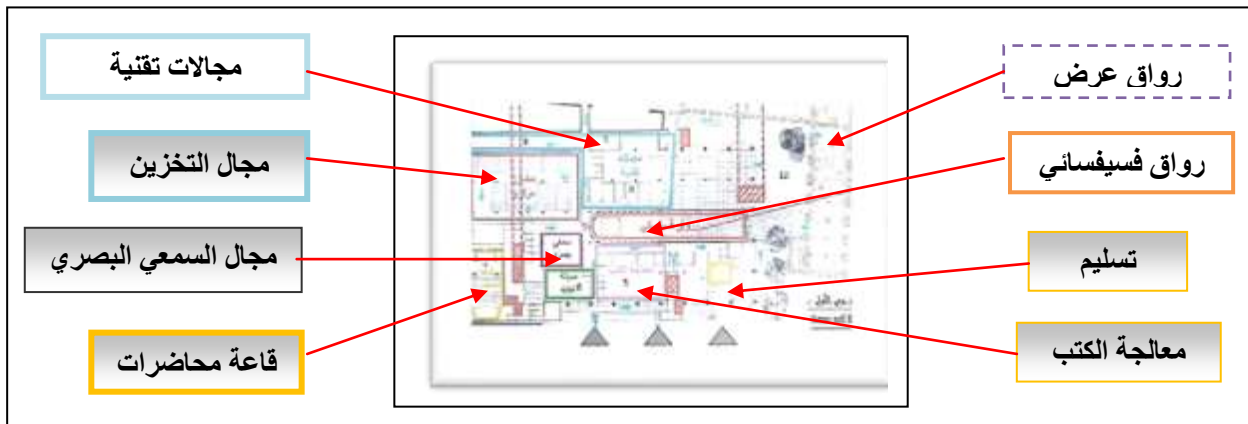 مجالات تقنية
رواق عرض
مجال التخزين
رواق فسيفسائي
مجال السمعي البصري
تسليم
قاعة محاضرات
معالجة الكتب